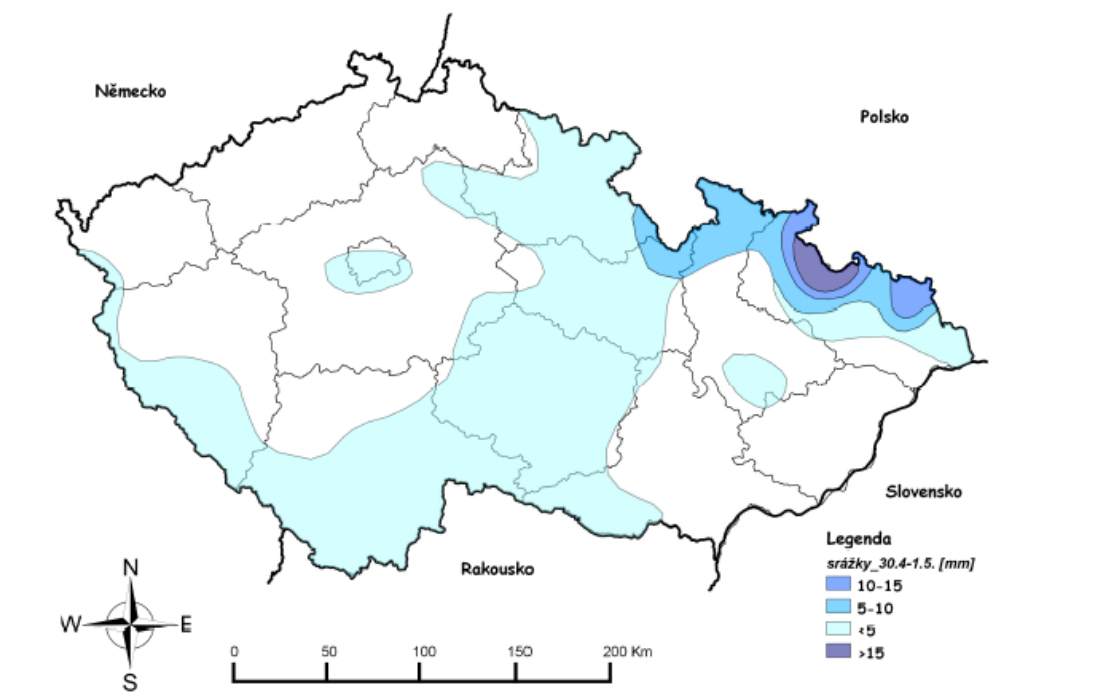 Německo
Polsko
Slovensko
Rakousko
Legenda
srážky_30.4-1.5. [mm]
10-15
5-10
<5
>15
N
W E
S
0 50 100 150 200 Km